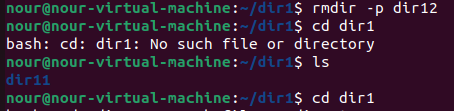 nour@nour-virtual-machine:~/dir1$ rmdir -p dir12
nour@nour-virtual-machine:~/dir1$ cd dir1
bash: cd: dir1: No such file or directory
nour@nour-virtual-machine:~/dir1$ ls
dir11
nour@nour-virtual-machine:~/dir1$ cd dir1